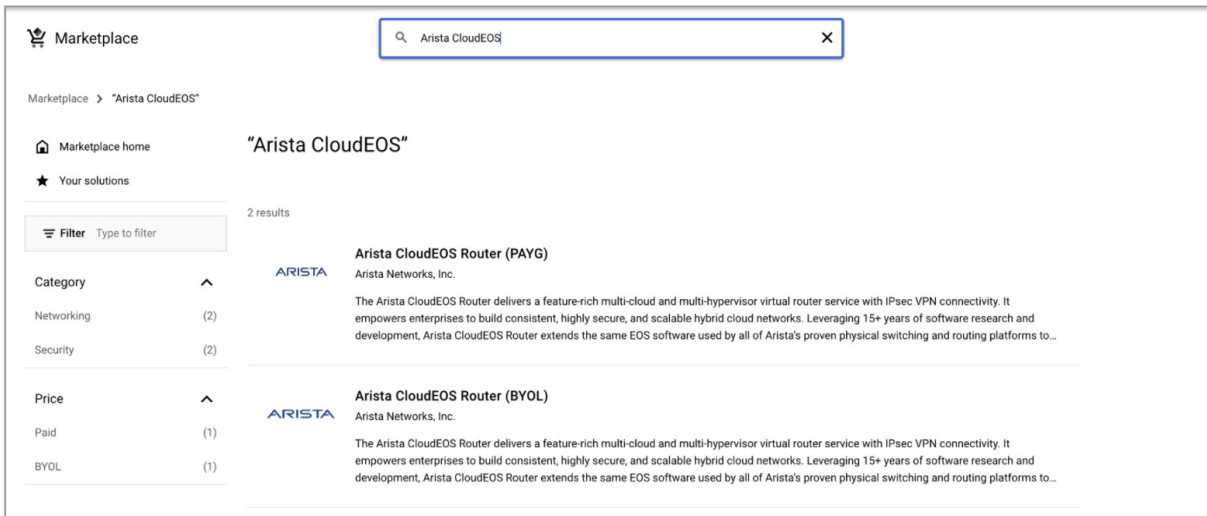 Marketplace
Arista CloudEOS
Marketplace > "Arista CloudEOS"
Marketplace home
Your solutions
Filter Type to filter
Category
Networking (2)
Security (2)
Price
Paid (1)
BYOL (1)
"Arista CloudEOS"
2 results
ARISTA
Arista CloudEOS Router (PAYG)
Arista Networks, Inc.
The Arista CloudEOS Router delivers a feature-rich multi-cloud and multi-hypervisor virtual router service with IPsec VPN connectivity. It
empowers enterprises to build consistent, highly secure, and scalable hybrid cloud networks. Leveraging 15+ years of software research and
development, Arista CloudEOS Router extends the same EOS software used by all of Arista's proven physical switching and routing platforms to…
ARISTA
Arista CloudEOS Router (BYOL)
Arista Networks, Inc.
The Arista CloudEOS Router delivers a feature-rich multi-cloud and multi-hypervisor virtual router service with IPsec VPN connectivity. It
empowers enterprises to build consistent, highly secure, and scalable hybrid cloud networks. Leveraging 15+ years of software research and
development, Arista CloudEOS Router extends the same EOS software used by all of Arista's proven physical switching and routing platforms to…